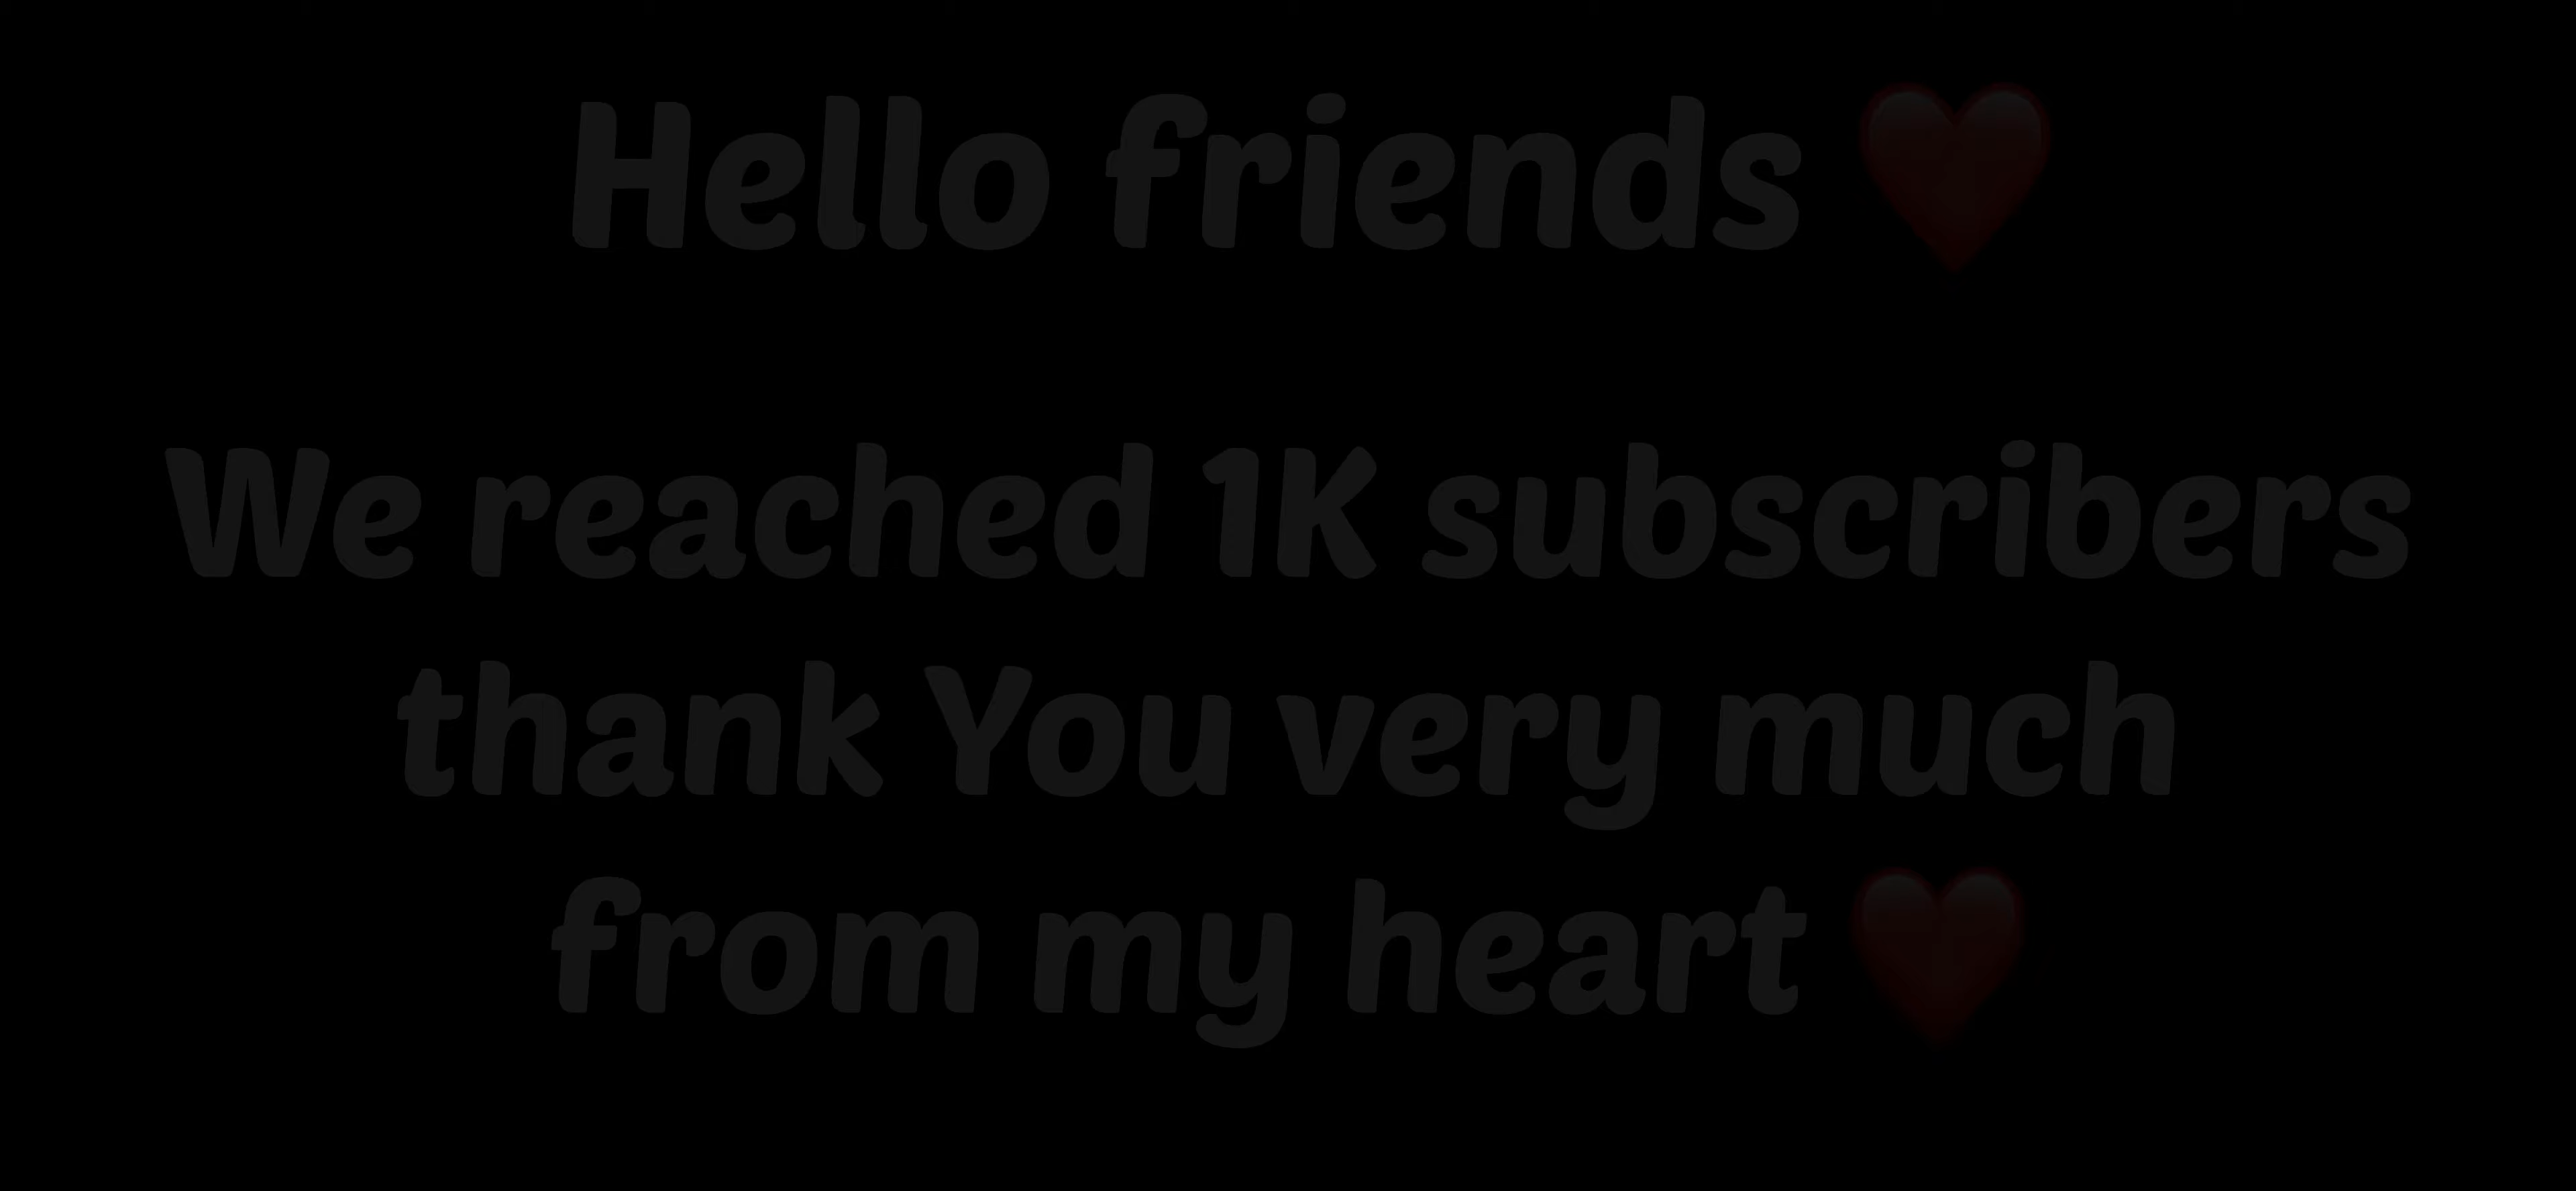 Hello friends ❤️
We reached 1K subscribers
thank You very much
from my heart ❤️